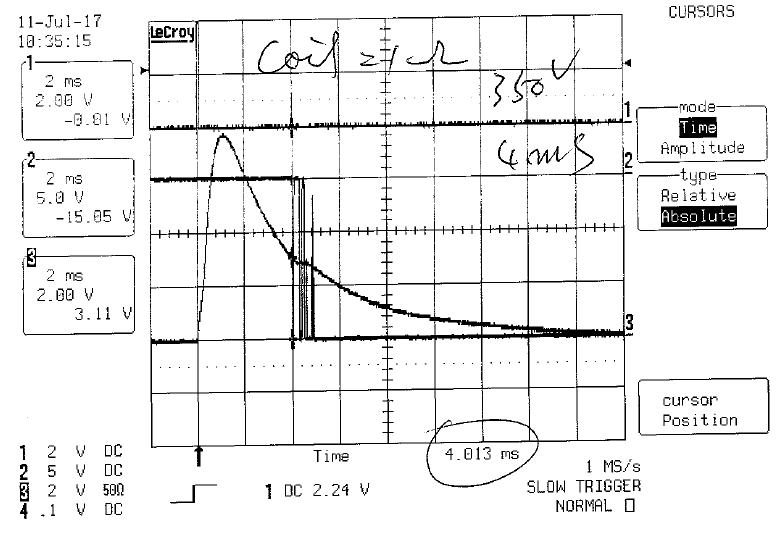 11-Jul-17
10:35:15
LeCroy
1
2 ms
2.00 V
-0.01 V
2
2 ms
5.0 V
-15.05 V
3
2 ms
2.00 V
3.11 V
350V
4ms
1
2
3
CURSORS
mode
Time
Amplitude
type
Relative
Absolute
cursor
Position
Time
4.013 ms
1 2 V DC
2 5 V DC
3 2 V 50Ω
4 .1 V DC
1 DC 2.24 V
1 MS/s
SLOW TRIGGER
NORMAL